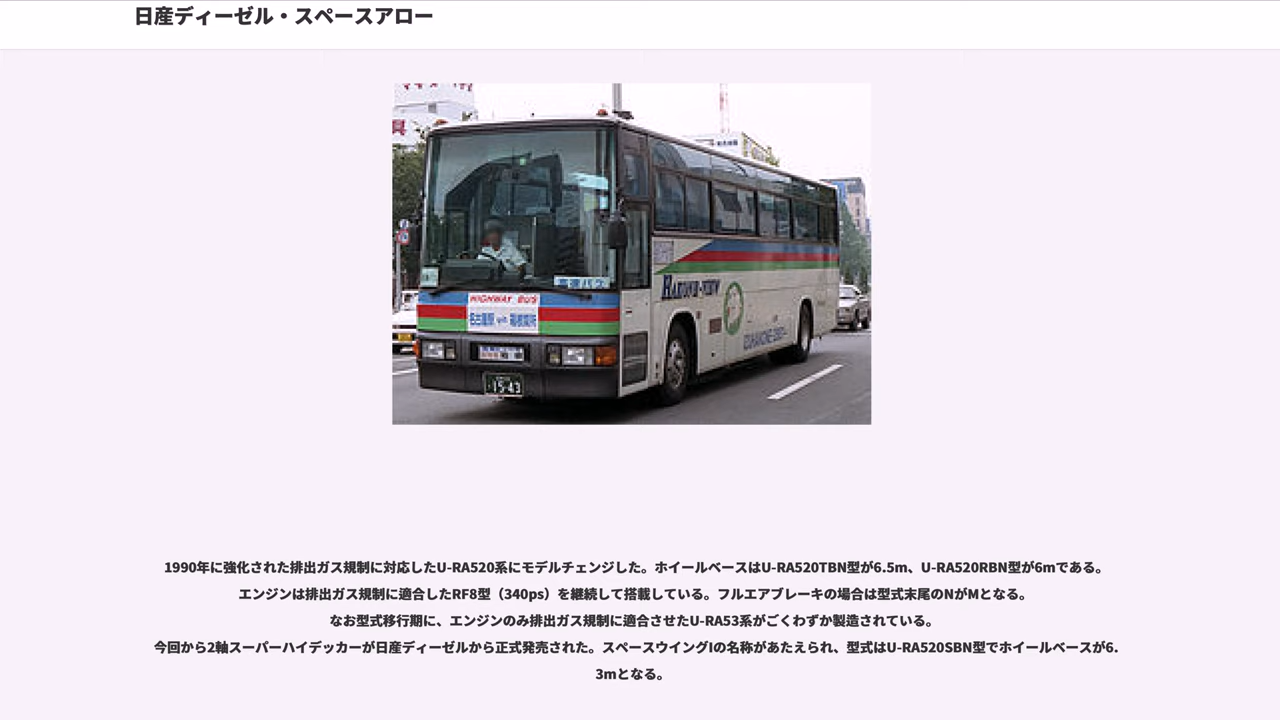 日産ディーゼル・スペースアロー
HIGHWAY BUS
HAKONE-VIEW
15-43
1990年に強化された排出ガス規制に対応したU-RA520系にモデルチェンジした。ホイールベースはU-RA520TBN型が6.5m、U-RA520RBN型が6mである。
エンジンは排出ガス規制に適合したRF8型（340ps）を継続して搭載している。フルエアブレーキの場合は型式末尾のNがMとなる。
なお型式移行期に、エンジンのみ排出ガス規制に適合させたU-RA53系がごくわずか製造されている。
今回から2軸スーパーハイデッカーが日産ディーゼルから正式発売された。スペースウイングIの名称があたえられ、型式はU-RA520SBN型でホイールベースが6.
3mとなる。